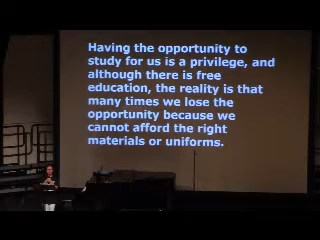 Having the opportunity to
study for us is a privilege, and
although there is free
education, the reality is that
many times we lose the
opportunity because we
cannot afford the right
materials or uniforms.